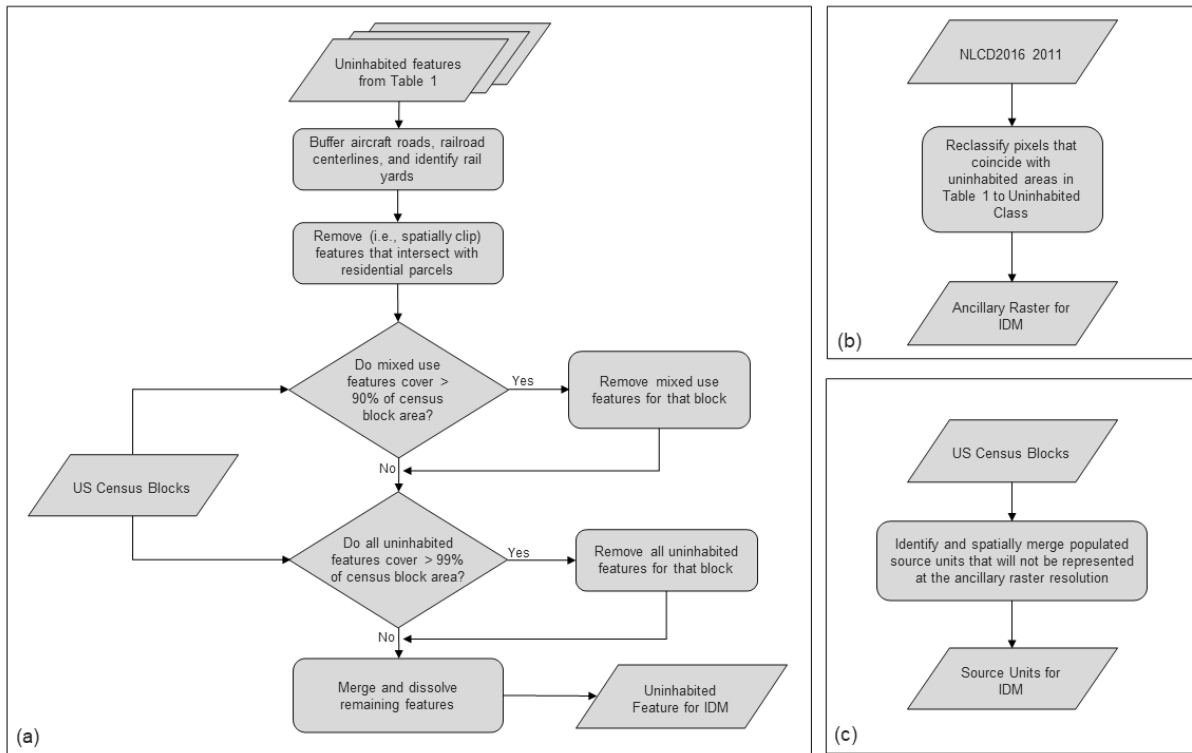 Uninhabited features
from Table 1
Buffer aircraft roads, railroad
centerlines, and identify rail
yards
Remove (i.e., spatially clip)
features that intersect with
residential parcels
Do mixed use
features cover >
90% of census
block area?
Yes
Remove mixed use
features for that block
No
US Census Blocks
Do all uninhabited
features cover > 99%
of census block area?
Yes
Remove all uninhabited
features for that block
No
Merge and dissolve
remaining features
Uninhabited
Feature for IDM
(a)
NLCD2016 2011
Reclassify pixels that
coincide with
uninhabited areas in
Table 1 to Uninhabited
Class
Ancillary Raster for
IDM
(b)
US Census Blocks
Identify and spatially merge populated
source units that will not be represented
at the ancillary raster resolution
Source Units for
IDM
(c)